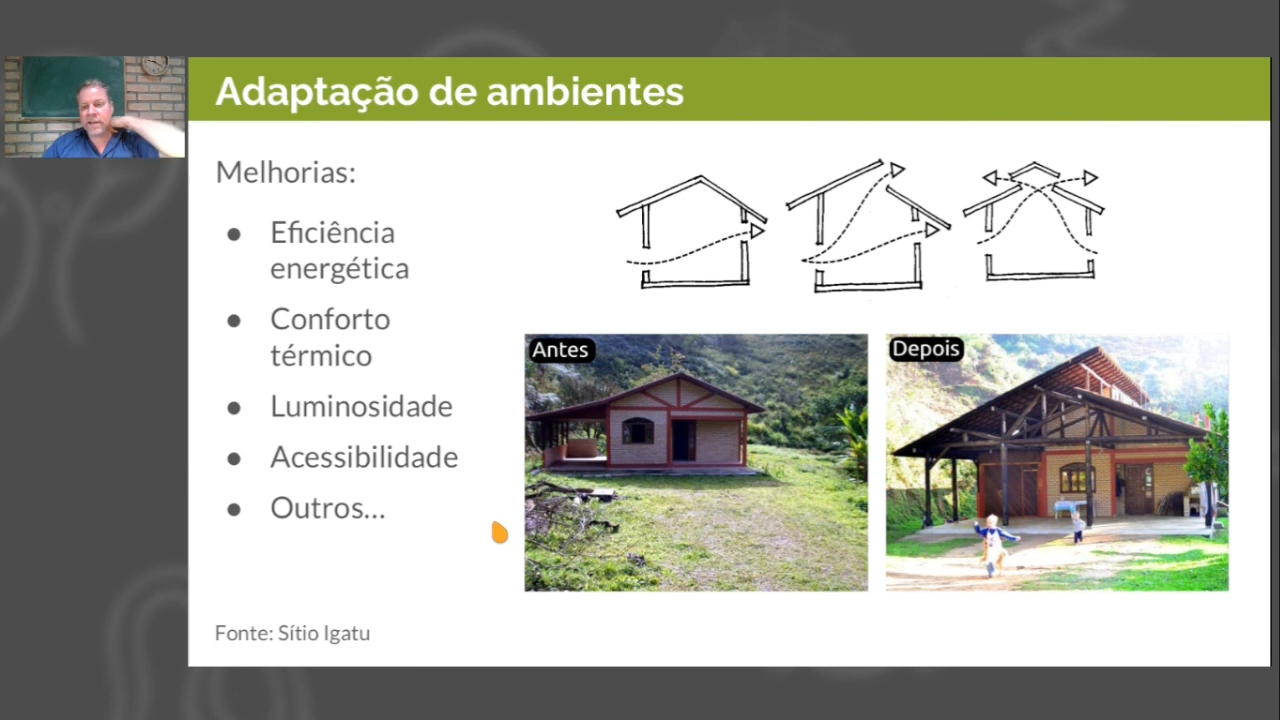 Adaptação de ambientes
Melhorias:
● Eficiência
energética
● Conforto
térmico
● Luminosidade
● Acessibilidade
● Outros...
Antes
Depois
Fonte: Sítio Igatu